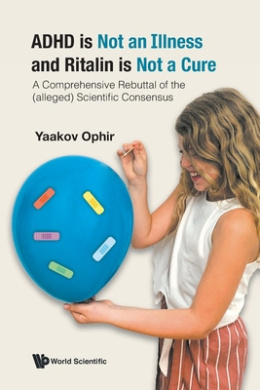 ADHD is Not an Illness
and Ritalin is Not a Cure
A Comprehensive Rebuttal of the
(alleged) Scientific Consensus
Yaakov Ophir
World Scientific